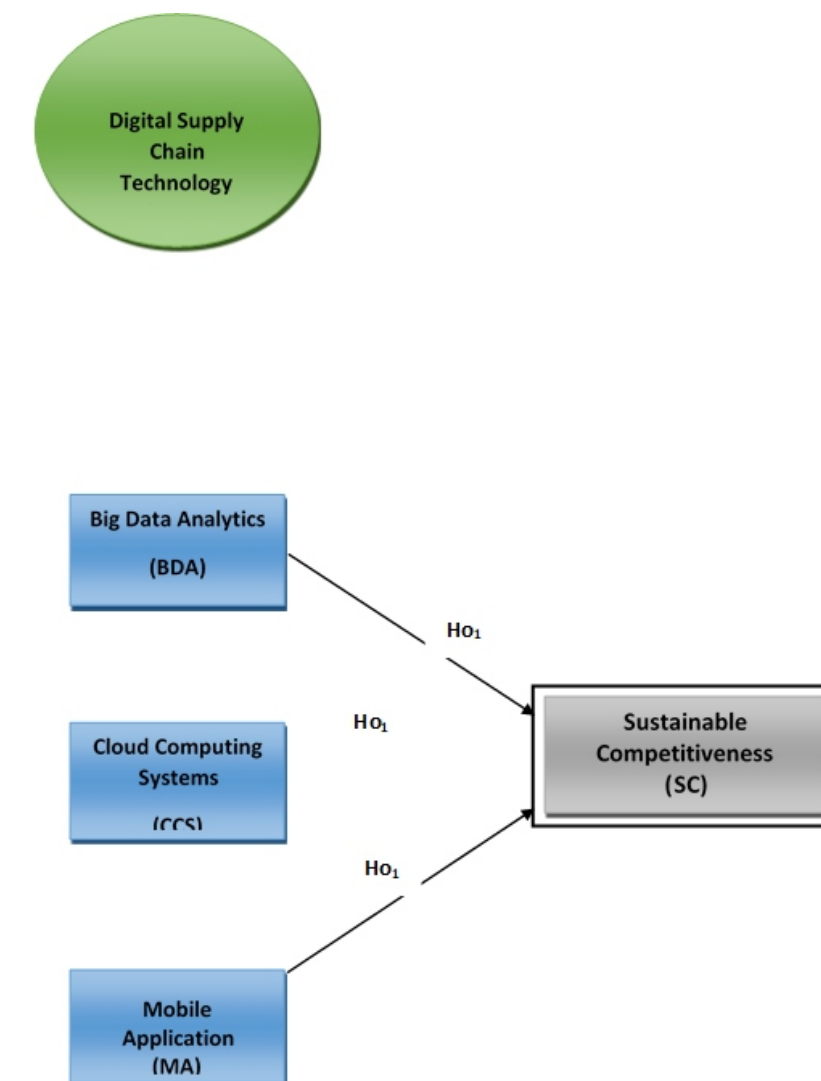 Digital Supply
Chain
Technology
Big Data Analytics
(BDA)
Ho₁
Ho₁
Cloud Computing
Systems
(CCS)
Sustainable
Competitiveness
(SC)
Ho₁
Mobile
Application
(MA)